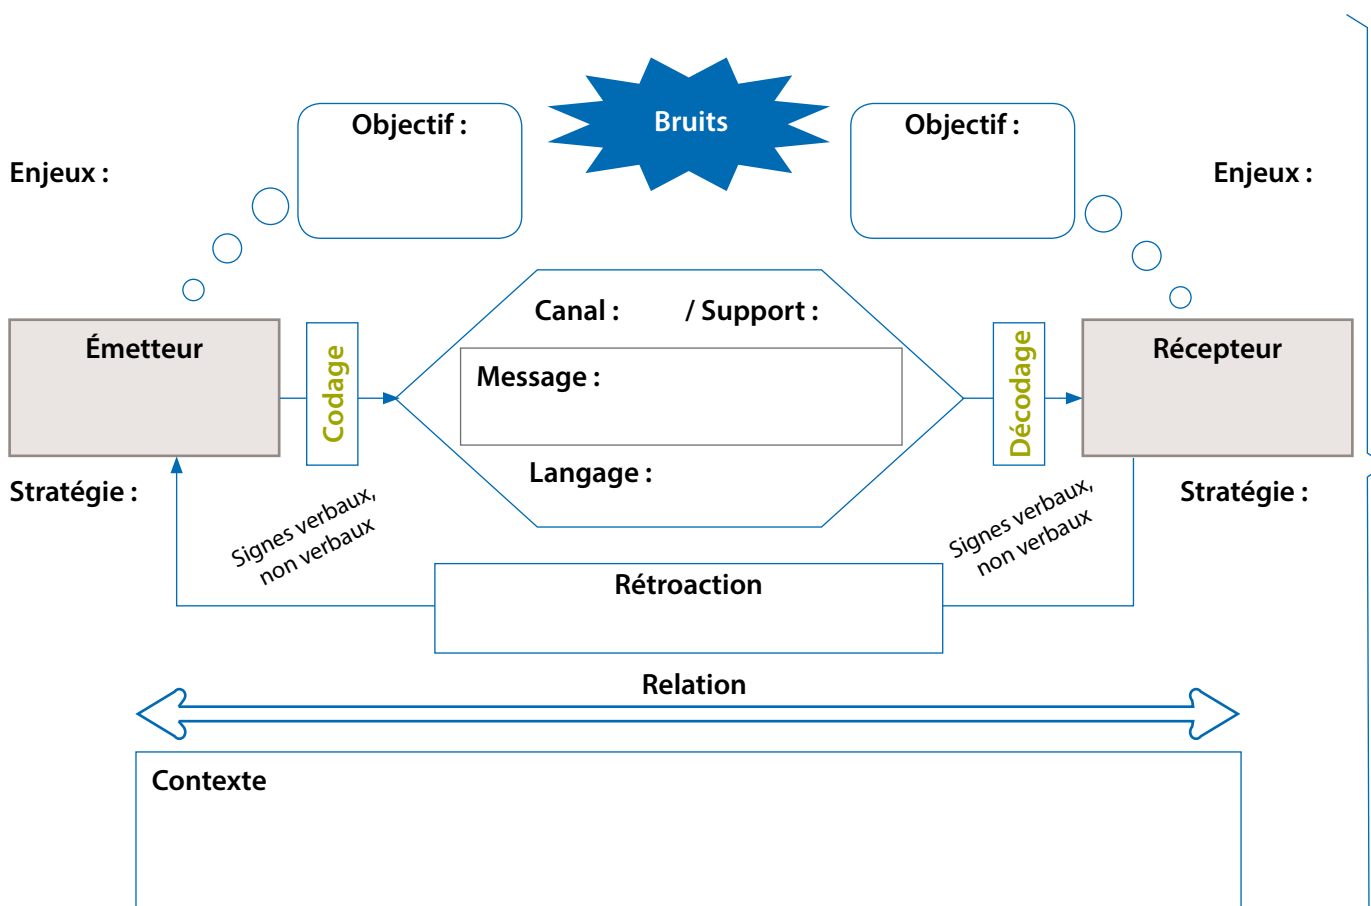 Bruits
Objectif :
Objectif :
Enjeux :
Enjeux :
Canal :
/ Support :
Émetteur
Codage
Message :
Décodage
Récepteur
Langage :
Stratégie :
Stratégie :
Signes verbaux,
non verbaux
Signes verbaux,
non verbaux
Rétroaction
Relation
Contexte